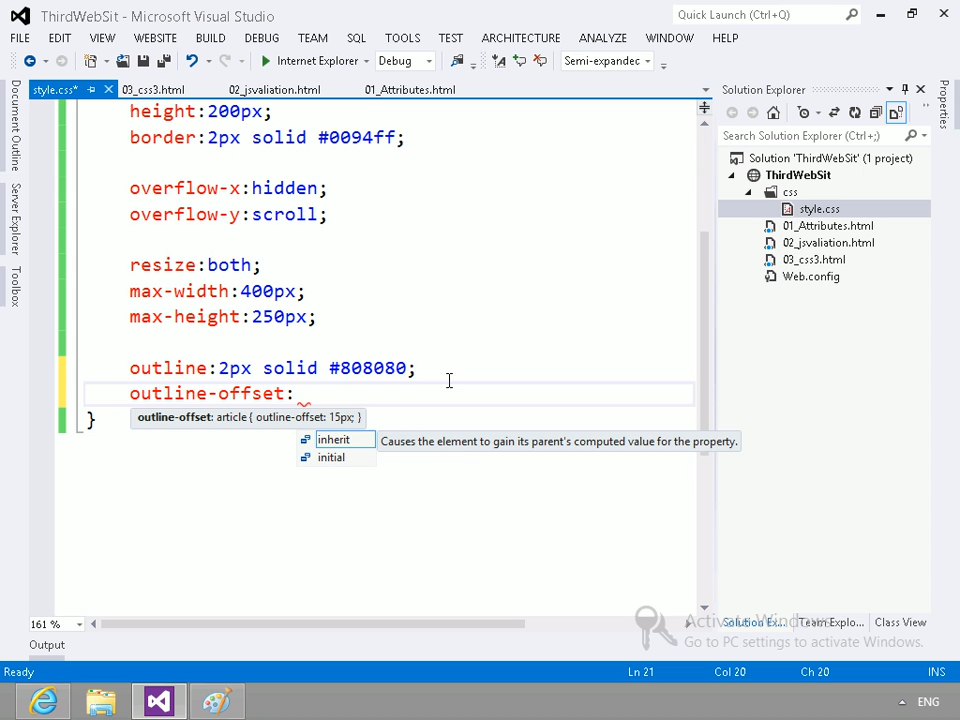 ThirdWebSit - Microsoft Visual Studio
Quick Launch (Ctrl+Q)
FILE EDIT VIEW WEBSITE BUILD DEBUG TEAM SQL TOOLS TEST ARCHITECTURE ANALYZE WINDOW HELP
Internet Explorer Debug Semi-expandec
style.css* 03_css3.html 02_jsvaliation.html 01_Attributes.html
height:200px;
border:2px solid #0094ff;
overflow-x:hidden;
overflow-y:scroll;
resize:both;
max-width:400px;
max-height:250px;
outline:2px solid #808080;
outline-offset:
}
outline-offset: article { outline-offset: 15px; }
inherit
Causes the element to gain its parent's computed value for the property.
initial
Document Outline
Server Explorer
Toolbox
Solution Explorer
Search Solution Explorer (Ctrl+;)
Solution 'ThirdWebSit' (1 project)
ThirdWebSit
css
style.css
01_Attributes.html
02_jsvaliation.html
03_css3.html
Web.config
Properties
161 %
Solution Ex... Team Explo... Class View
Activate Windows
Go to PC settings to activate Windows.
Output
Ready Ln 21 Col 20 Ch 20 INS
ENG